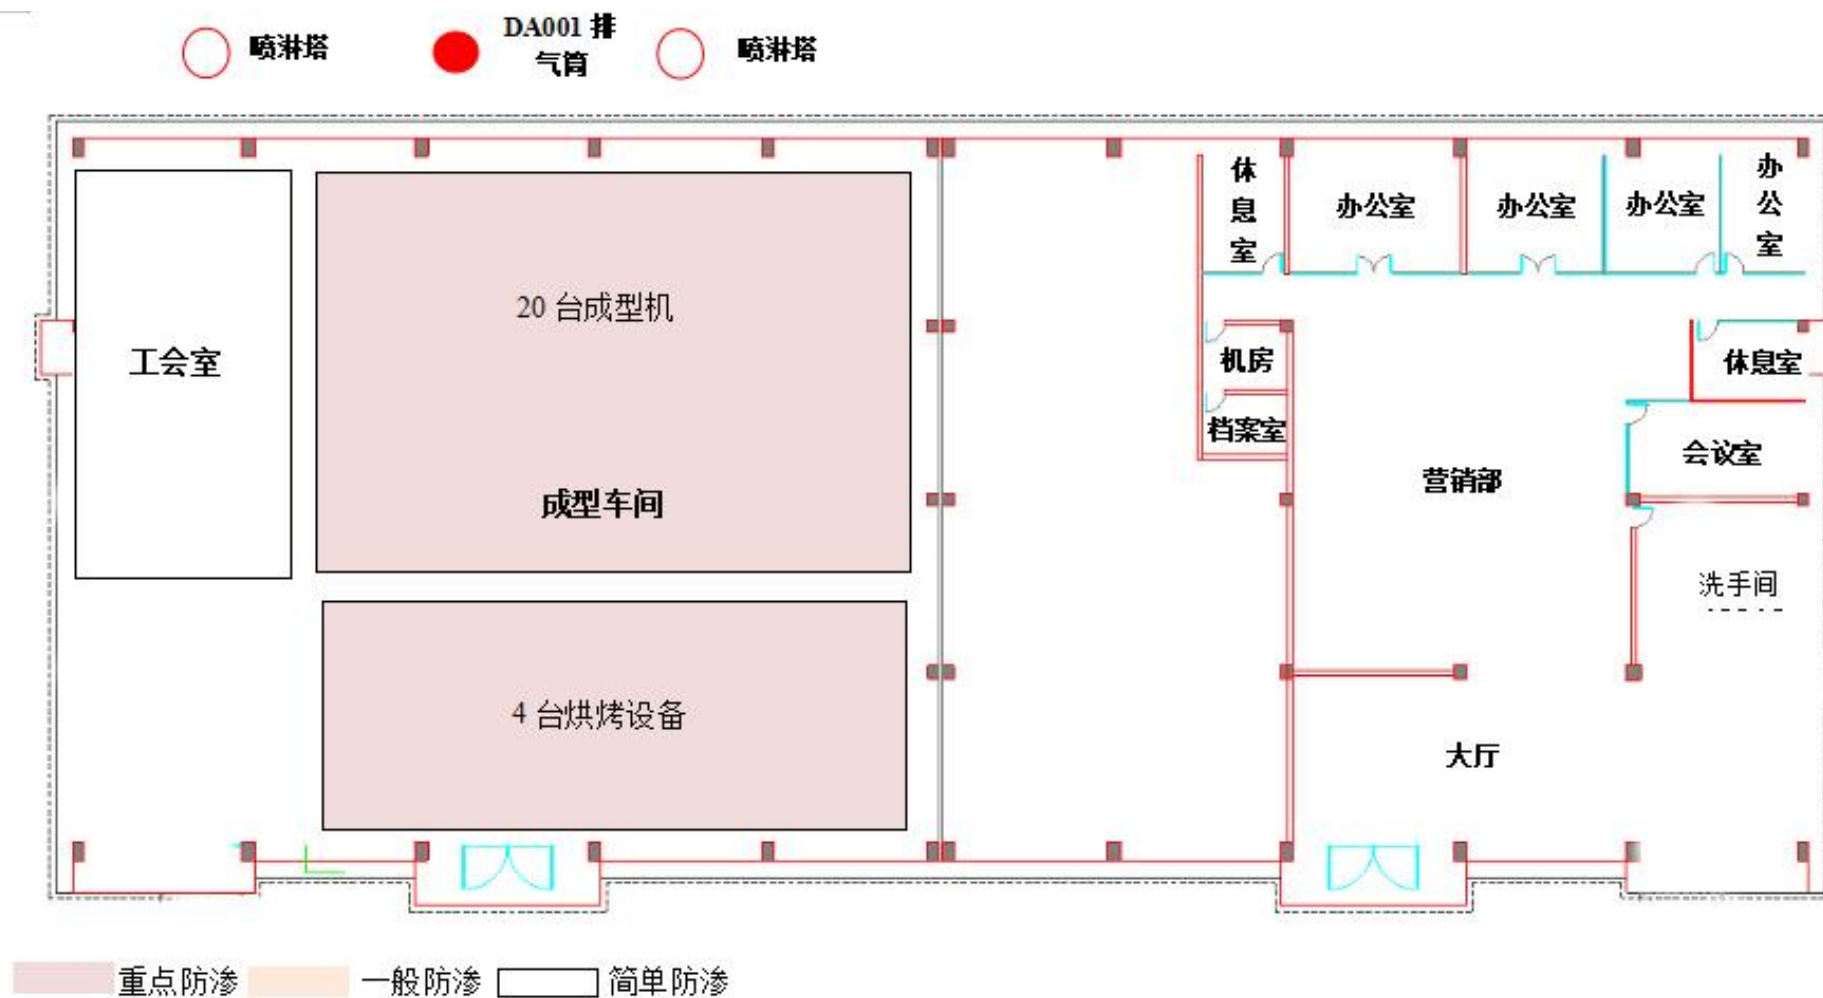 喷淋塔
DA001 排
气筒
喷淋塔
休息室
办公室
办公室
办公室
办公室
20 台成型机
工会室
机房
休息室
档案室
会议室
营销部
成型车间
洗手间
4 台烘烤设备
大厅
重点防渗
一般防渗
简单防渗